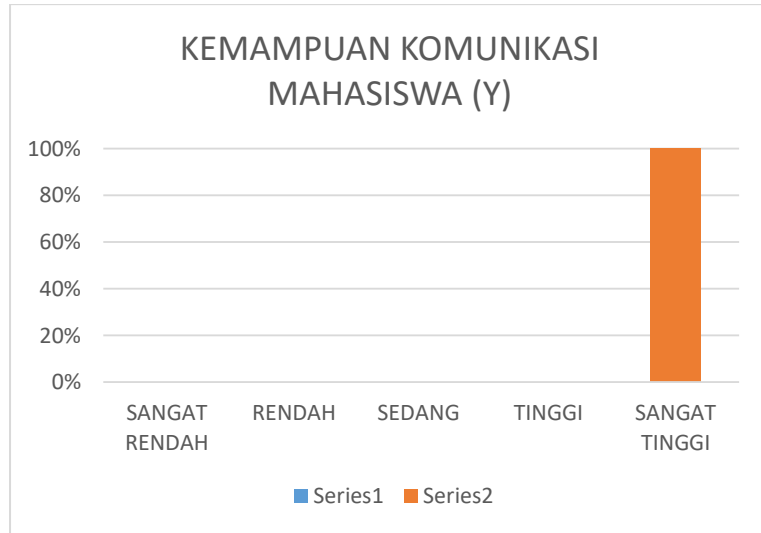 KEMAMPUAN KOMUNIKASI
MAHASISWA (Y)
100%
80%
60%
40%
20%
0%
SANGAT RENDAH
RENDAH
SEDANG
TINGGI
SANGAT TINGGI
Series1
Series2